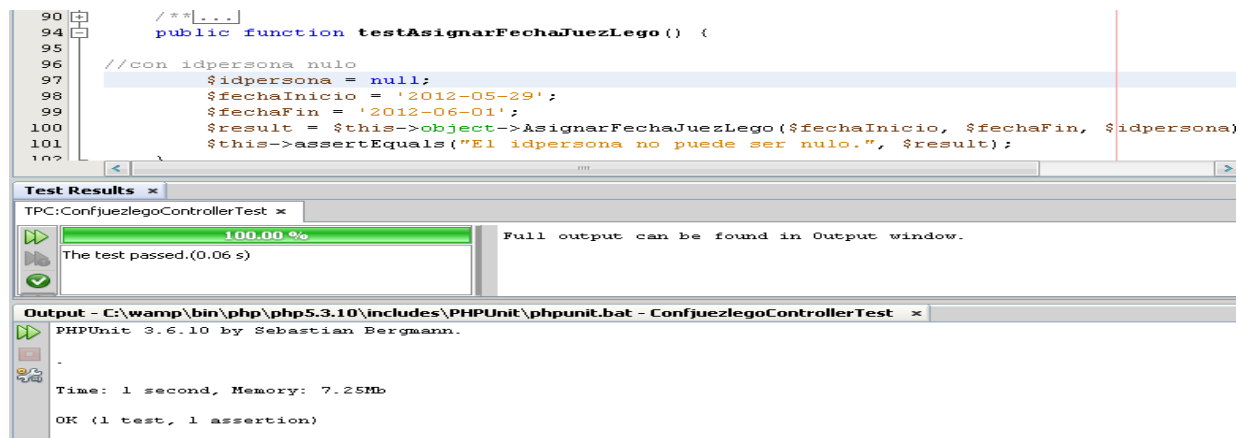 90 /**...
94 public function testAsignarFechaJuezLego() {
95
96 //con idpersona nulo
97 $idpersona = null;
98 $fechaInicio = '2012-05-29';
99 $fechaFin = '2012-06-01';
100 $result = $this->object->AsignarFechaJuezLego($fechaInicio, $fechaFin, $idpersona)
101 $this->assertEquals("El idpersona no puede ser nulo.", $result);
102 }
Test Results ×
TPC:ConfjuezlegoControllerTest ×
100.00 %
The test passed.(0.06 s)
Full output can be found in Output window.
Output - C:\wamp\bin\php\php5.3.10\includes\PHPUnit\phpunit.bat - ConfjuezlegoControllerTest ×
PHPUnit 3.6.10 by Sebastian Bergmann.
.
Time: 1 second, Memory: 7.25Mb
OK (1 test, 1 assertion)